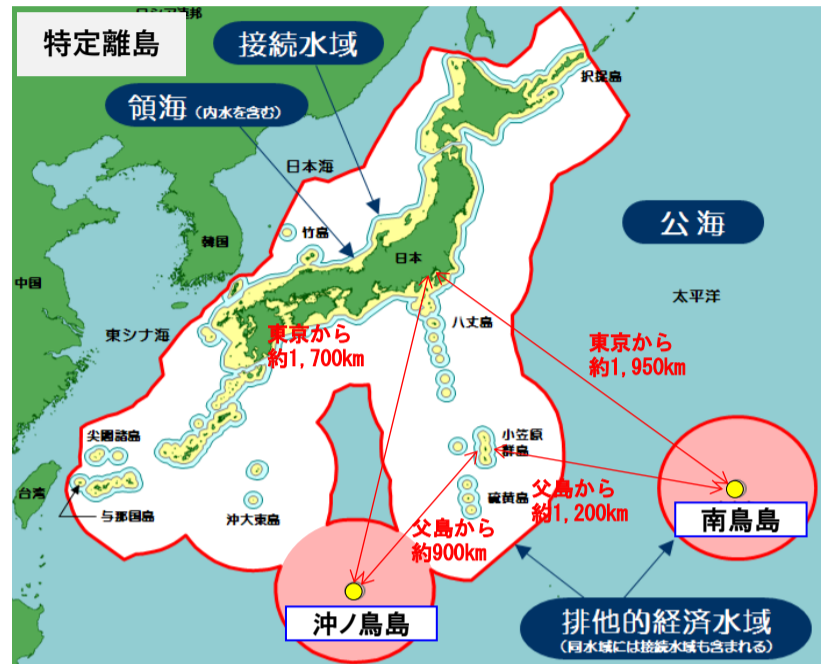 特定離島
接続水域
領海（内水を含む）
択捉島
日本海
竹島
韓国
日本
公海
中国
太平洋
東シナ海
八丈島
東京から
約1,700km
東京から
約1,950km
尖閣諸島
小笠原
群島
台湾
硫黄島
父島から
約1,200km
与那国島
沖大東島
父島から
約900km
南鳥島
沖ノ鳥島
排他的経済水域
（同水域には接続水域も含まれる）